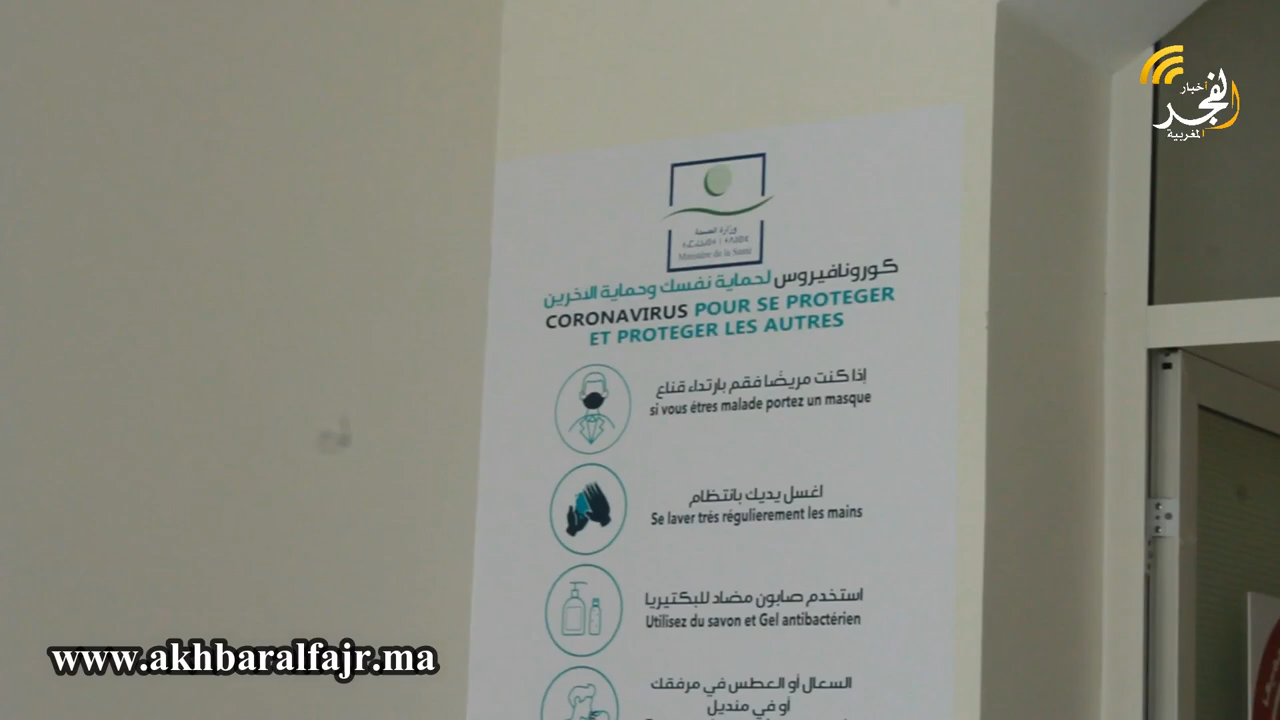 أخبار
الفجر
المغربية
وزارة الصحة
Ministère de la Santé
كورونافيروس لحماية نفسك وحماية الاخرين
CORONAVIRUS POUR SE PROTEGER
ET PROTEGER LES AUTRES
إذا كنت مريضا فقم بارتداء قناع
si vous étres malade portez un masque
اغسل يديك بانتظام
Se laver trés régulierement les mains
استخدم صابون مضاد للبكتيريا
Utilisez du savon et Gel antibactérien
السعال أو العطس في مرفقك
أو في منديل
www.akhbaralfajr.ma